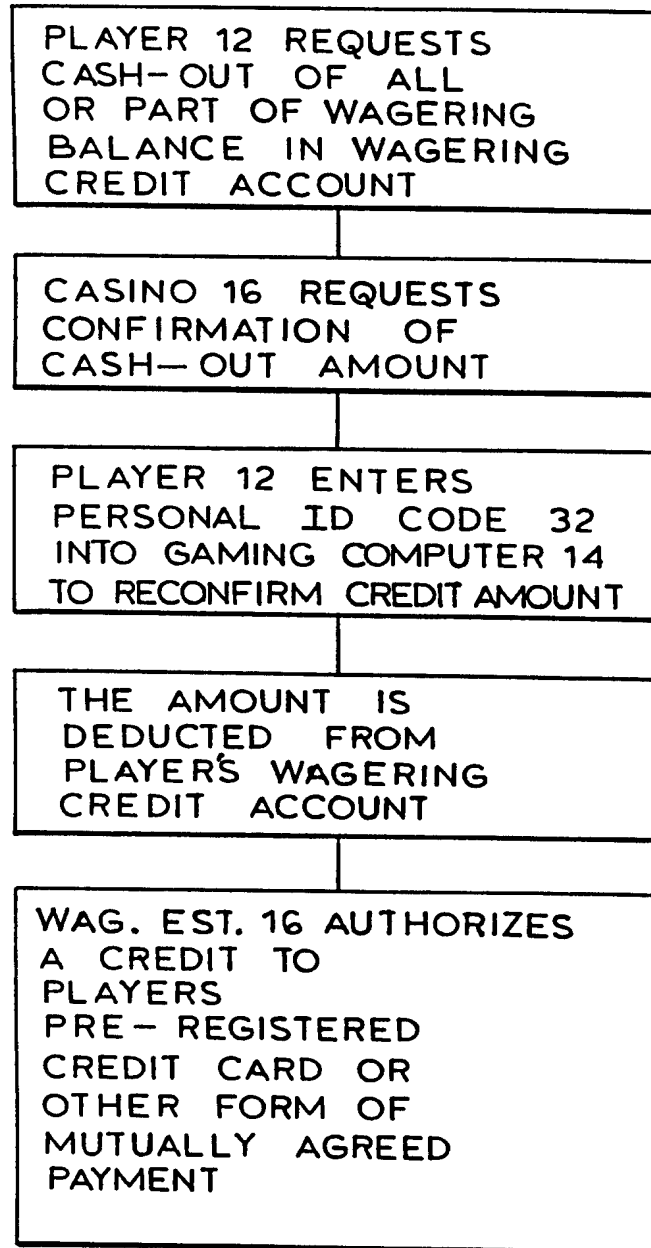 PLAYER 12 REQUESTS
CASH-OUT OF ALL
OR PART OF WAGERING
BALANCE IN WAGERING
CREDIT ACCOUNT
CASINO 16 REQUESTS
CONFIRMATION OF
CASH-OUT AMOUNT
PLAYER 12 ENTERS
PERSONAL ID CODE 32
INTO GAMING COMPUTER 14
TO RECONFIRM CREDIT AMOUNT
THE AMOUNT IS
DEDUCTED FROM
PLAYER'S WAGERING
CREDIT ACCOUNT
WAG. EST. 16 AUTHORIZES
A CREDIT TO
PLAYERS
PRE-REGISTERED
CREDIT CARD OR
OTHER FORM OF
MUTUALLY AGREED
PAYMENT